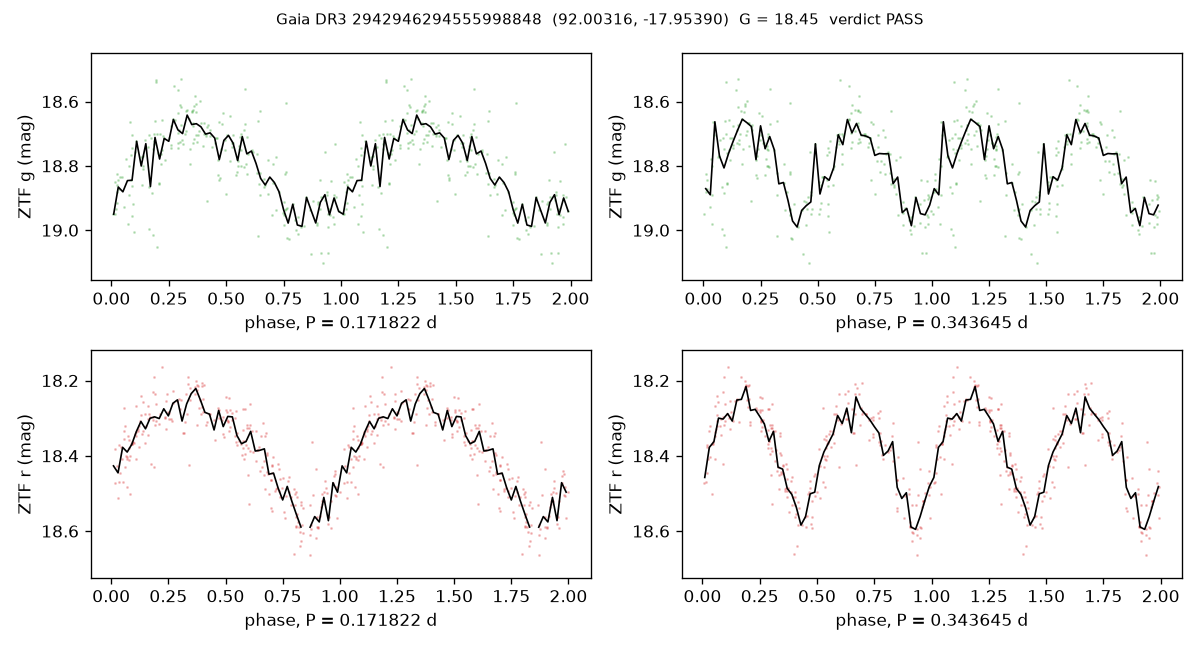 Gaia DR3 2942946294555998848  (92.00316, -17.95390)  G = 18.45  verdict PASS
ZTF g (mag)
18.6
18.8
19.0
0.00 0.25 0.50 0.75 1.00 1.25 1.50 1.75 2.00
phase, P = 0.171822 d
ZTF g (mag)
18.6
18.8
19.0
0.00 0.25 0.50 0.75 1.00 1.25 1.50 1.75 2.00
phase, P = 0.343645 d
ZTF r (mag)
18.2
18.4
18.6
0.00 0.25 0.50 0.75 1.00 1.25 1.50 1.75 2.00
phase, P = 0.171822 d
ZTF r (mag)
18.2
18.4
18.6
0.00 0.25 0.50 0.75 1.00 1.25 1.50 1.75 2.00
phase, P = 0.343645 d